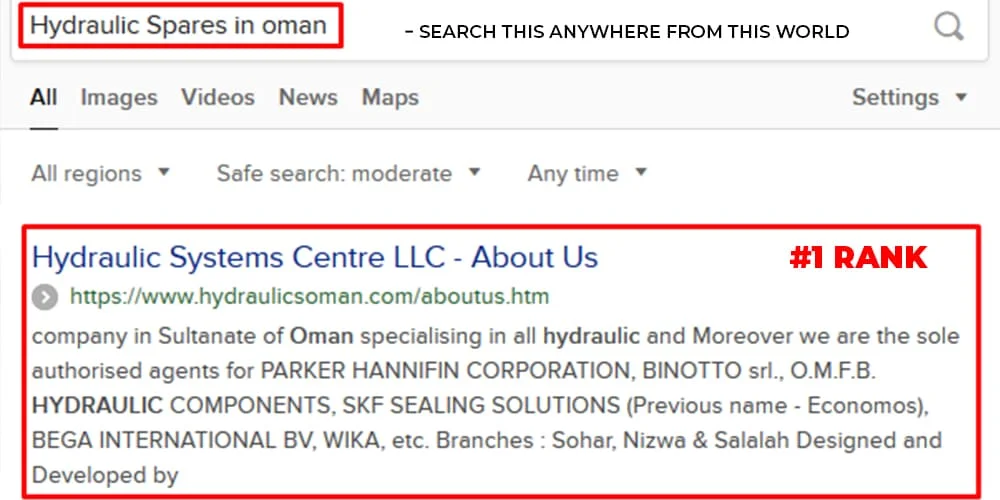 Hydraulic Spares in oman - SEARCH THIS ANYWHERE FROM THIS WORLD
All Images Videos News Maps Settings
All regions Safe search: moderate Any time
Hydraulic Systems Centre LLC - About Us #1 RANK
https://www.hydraulicsoman.com/aboutus.htm
company in Sultanate of Oman specialising in all hydraulic and Moreover we are the sole
authorised agents for PARKER HANNIFIN CORPORATION, BINOTTO srl., O.M.F.B.
HYDRAULIC COMPONENTS, SKF SEALING SOLUTIONS (Previous name - Economos),
BEGA INTERNATIONAL BV, WIKA, etc. Branches : Sohar, Nizwa & Salalah Designed and
Developed by